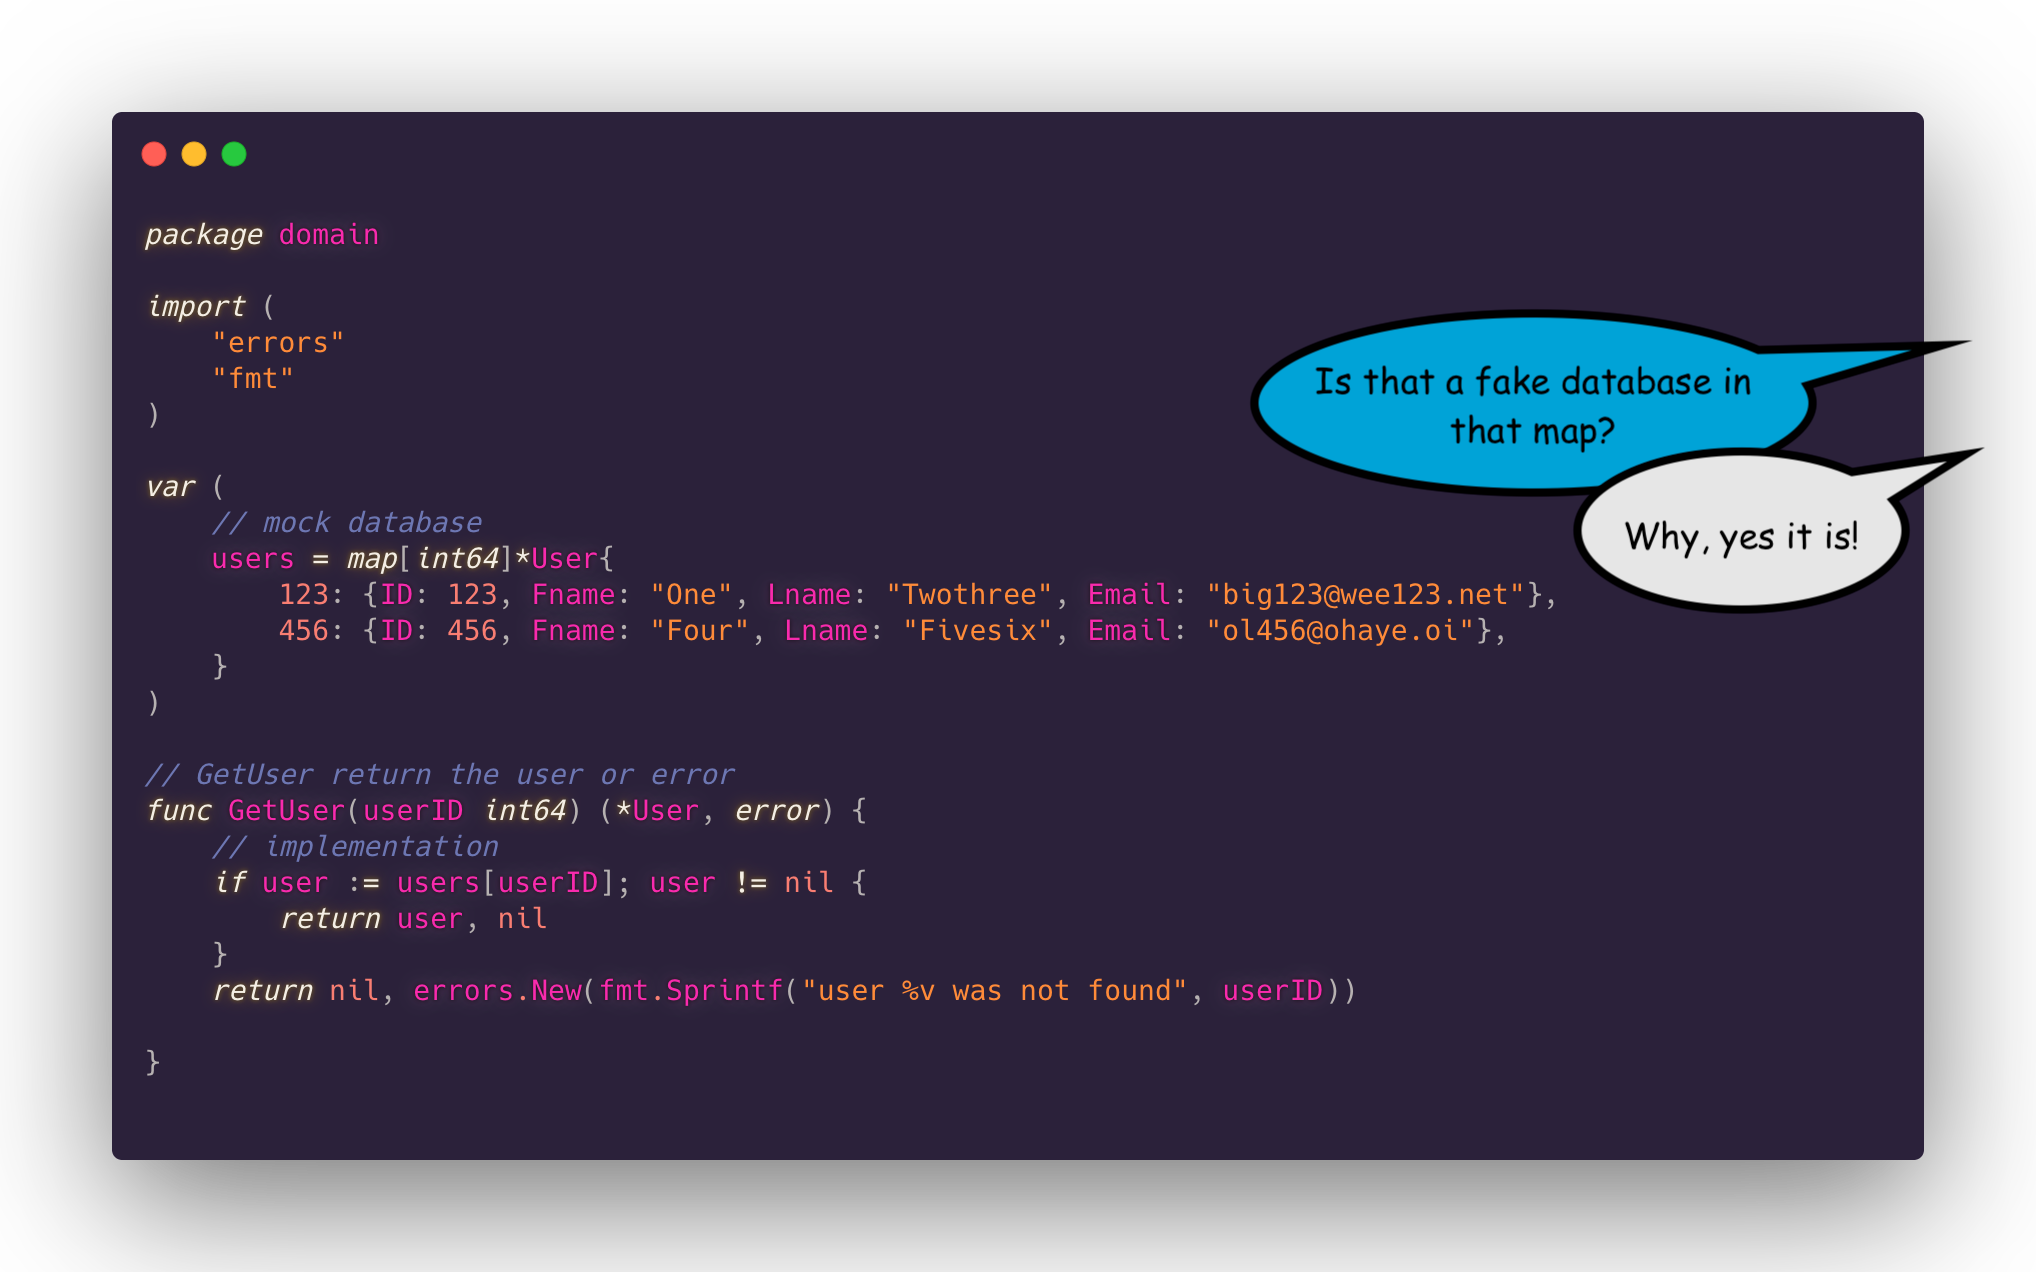 package domain
import (
    "errors"
    "fmt"
)
var (
    // mock database
    users = map[int64]*User{
        123: {ID: 123, Fname: "One", Lname: "Twothree", Email: "big123@wee123.net"},
        456: {ID: 456, Fname: "Four", Lname: "Fivesix", Email: "ol456@ohaye.oi"},
    }
)
// GetUser return the user or error
func GetUser(userID int64) (*User, error) {
    // implementation
    if user := users[userID]; user != nil {
        return user, nil
    }
    return nil, errors.New(fmt.Sprintf("user %v was not found", userID))
}
Is that a fake database in
that map?
Why, yes it is!